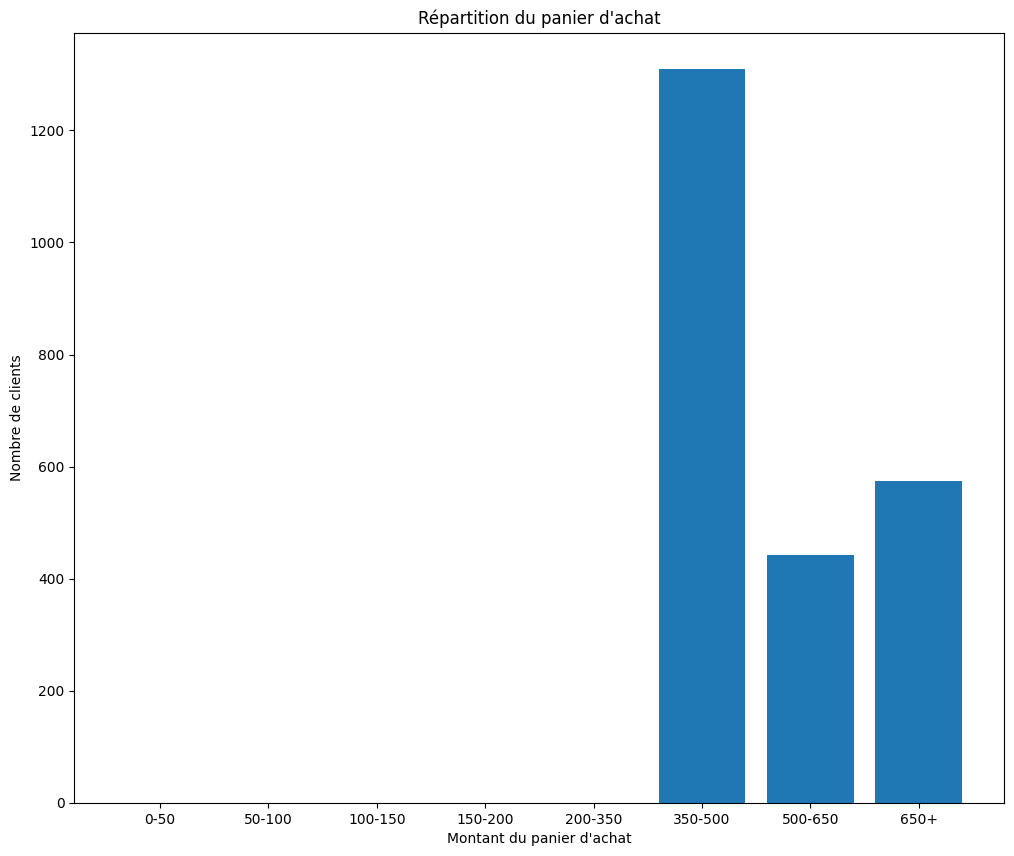 Répartition du panier d'achat
Nombre de clients
1200
1000
800
600
400
200
0
0-50 50-100 100-150 150-200 200-350 350-500 500-650 650+
Montant du panier d'achat